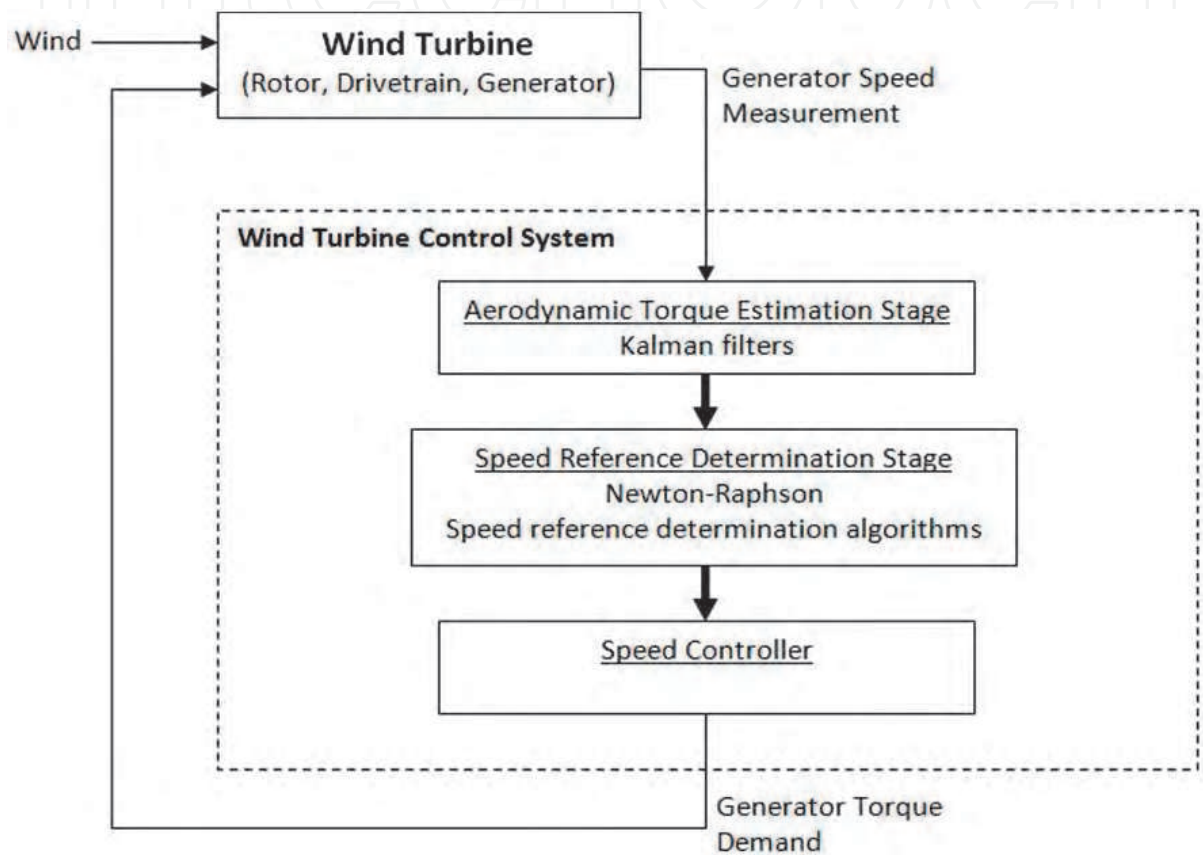 Wind
Wind Turbine
(Rotor, Drivetrain, Generator)
Generator Speed
Measurement
Wind Turbine Control System
Aerodynamic Torque Estimation Stage
Kalman filters
Speed Reference Determination Stage
Newton-Raphson
Speed reference determination algorithms
Speed Controller
Generator Torque
Demand